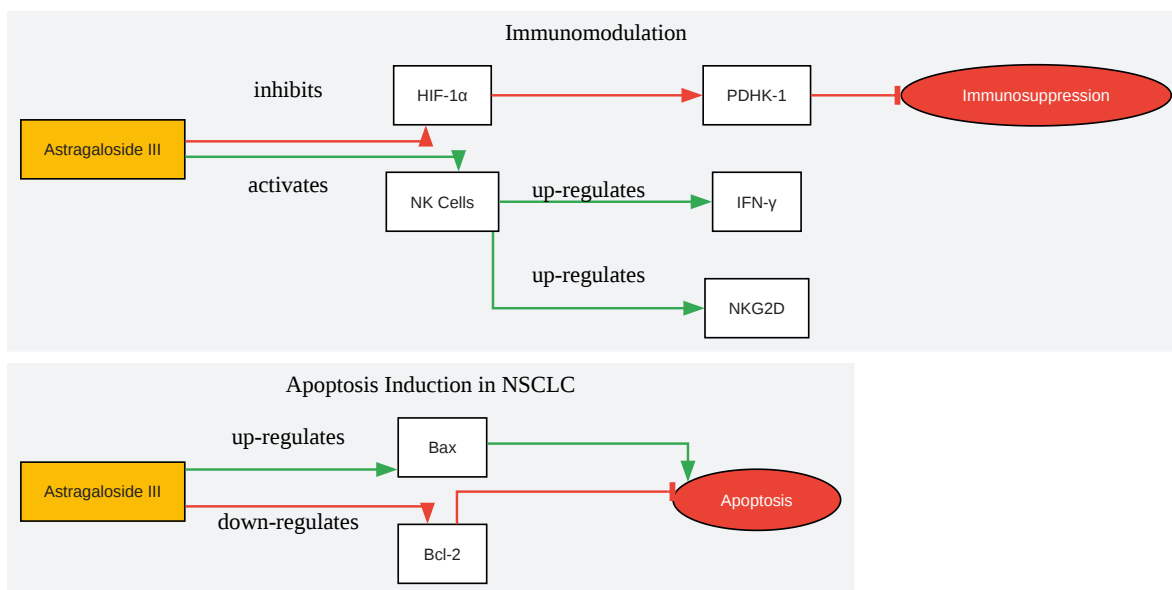 Immunomodulation
inhibits
HIF-1α
PDHK-1
Immunosuppression
Astragaloside III
activates
NK Cells
up-regulates
IFN-γ
up-regulates
NKG2D
Apoptosis Induction in NSCLC
up-regulates
Bax
Astragaloside III
Apoptosis
down-regulates
Bcl-2